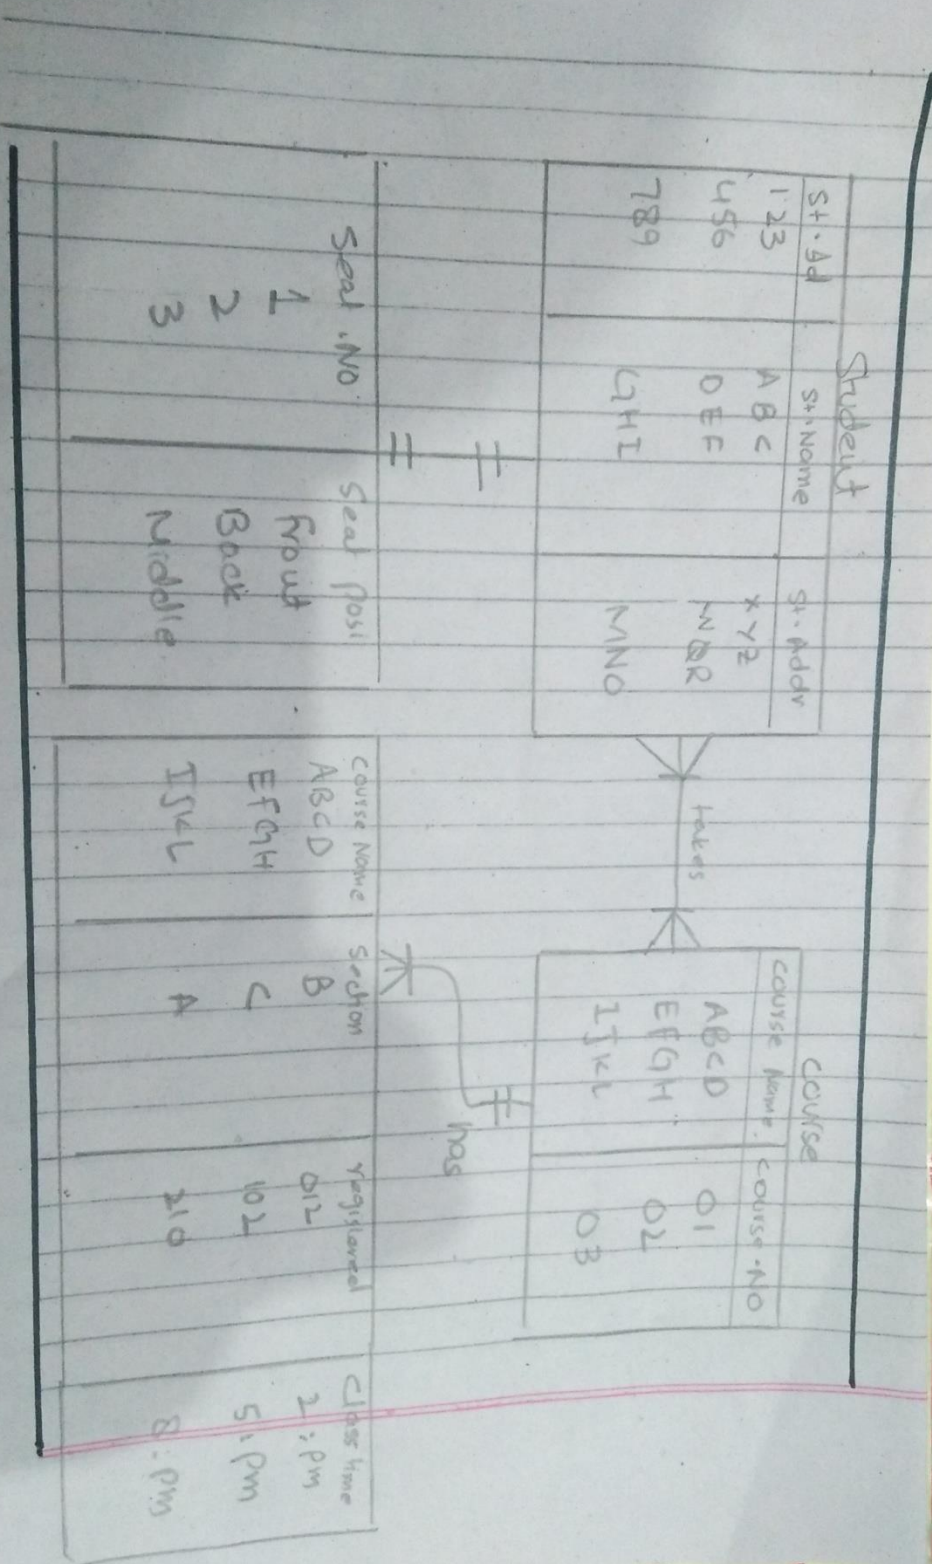 Student
St.Ad St.Name St.Addr
123 ABC XYZ
456 DEF
789 GHI MNO
takes
Course
Course Name. Course.NO
ABCD 01
EFGH 02
IJKL 03
has
Seat.NO Seat Posi
1 front
2 Back
3 Middle
Course Name Section registered Class time
ABCD B 012 2:pm
EFGH C 102 5:pm
IJKL A 210 8:pm